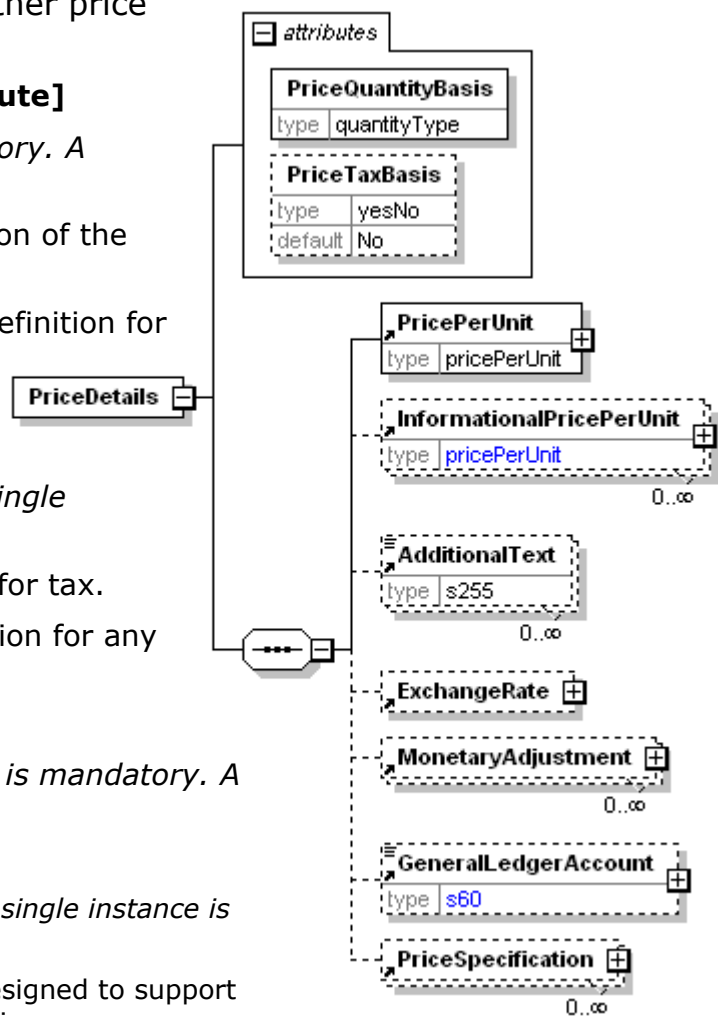 ther price
ute]
ory. A
on of the
efinition for
ingle
for tax.
ion for any
is mandatory. A
single instance is
esigned to support
attributes
PriceQuantityBasis
type quantityType
PriceTaxBasis
type yesNo
default No
PriceDetails
PricePerUnit
type pricePerUnit
InformationalPricePerUnit
type pricePerUnit
0..∞
AdditionalText
type s255
0..∞
ExchangeRate
MonetaryAdjustment
0..∞
GeneralLedgerAccount
type s60
PriceSpecification
0..∞